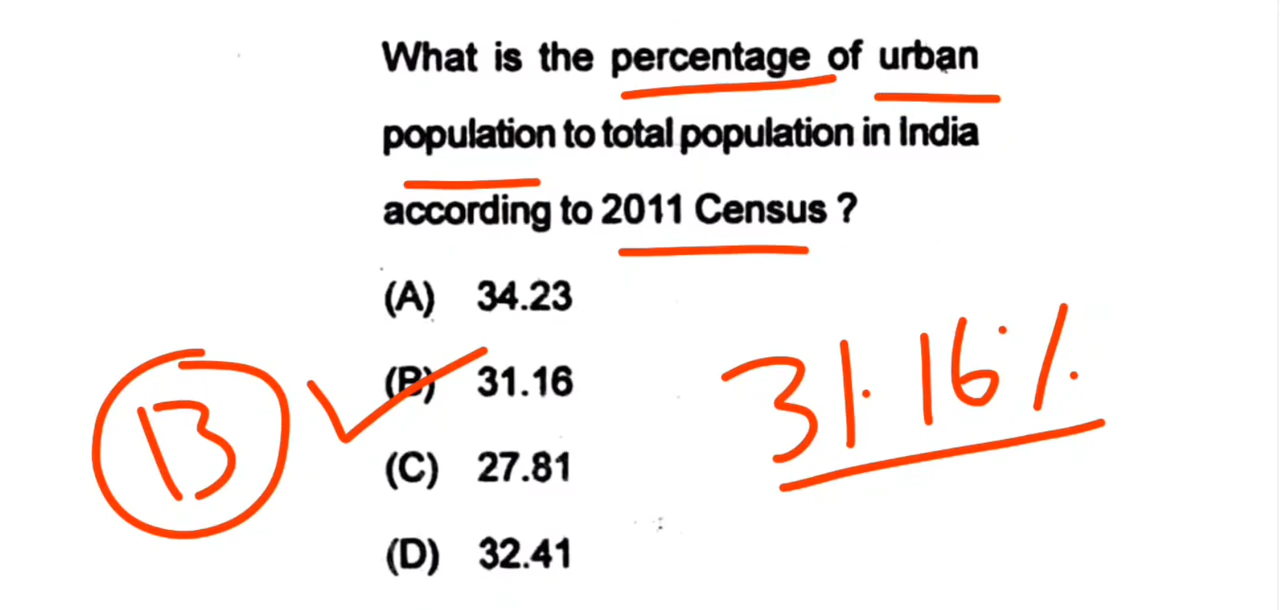 What is the percentage of urban
population to total population in India
according to 2011 Census ?
(A) 34.23
(B) 31.16
(C) 27.81
(D) 32.41
B
31.16%